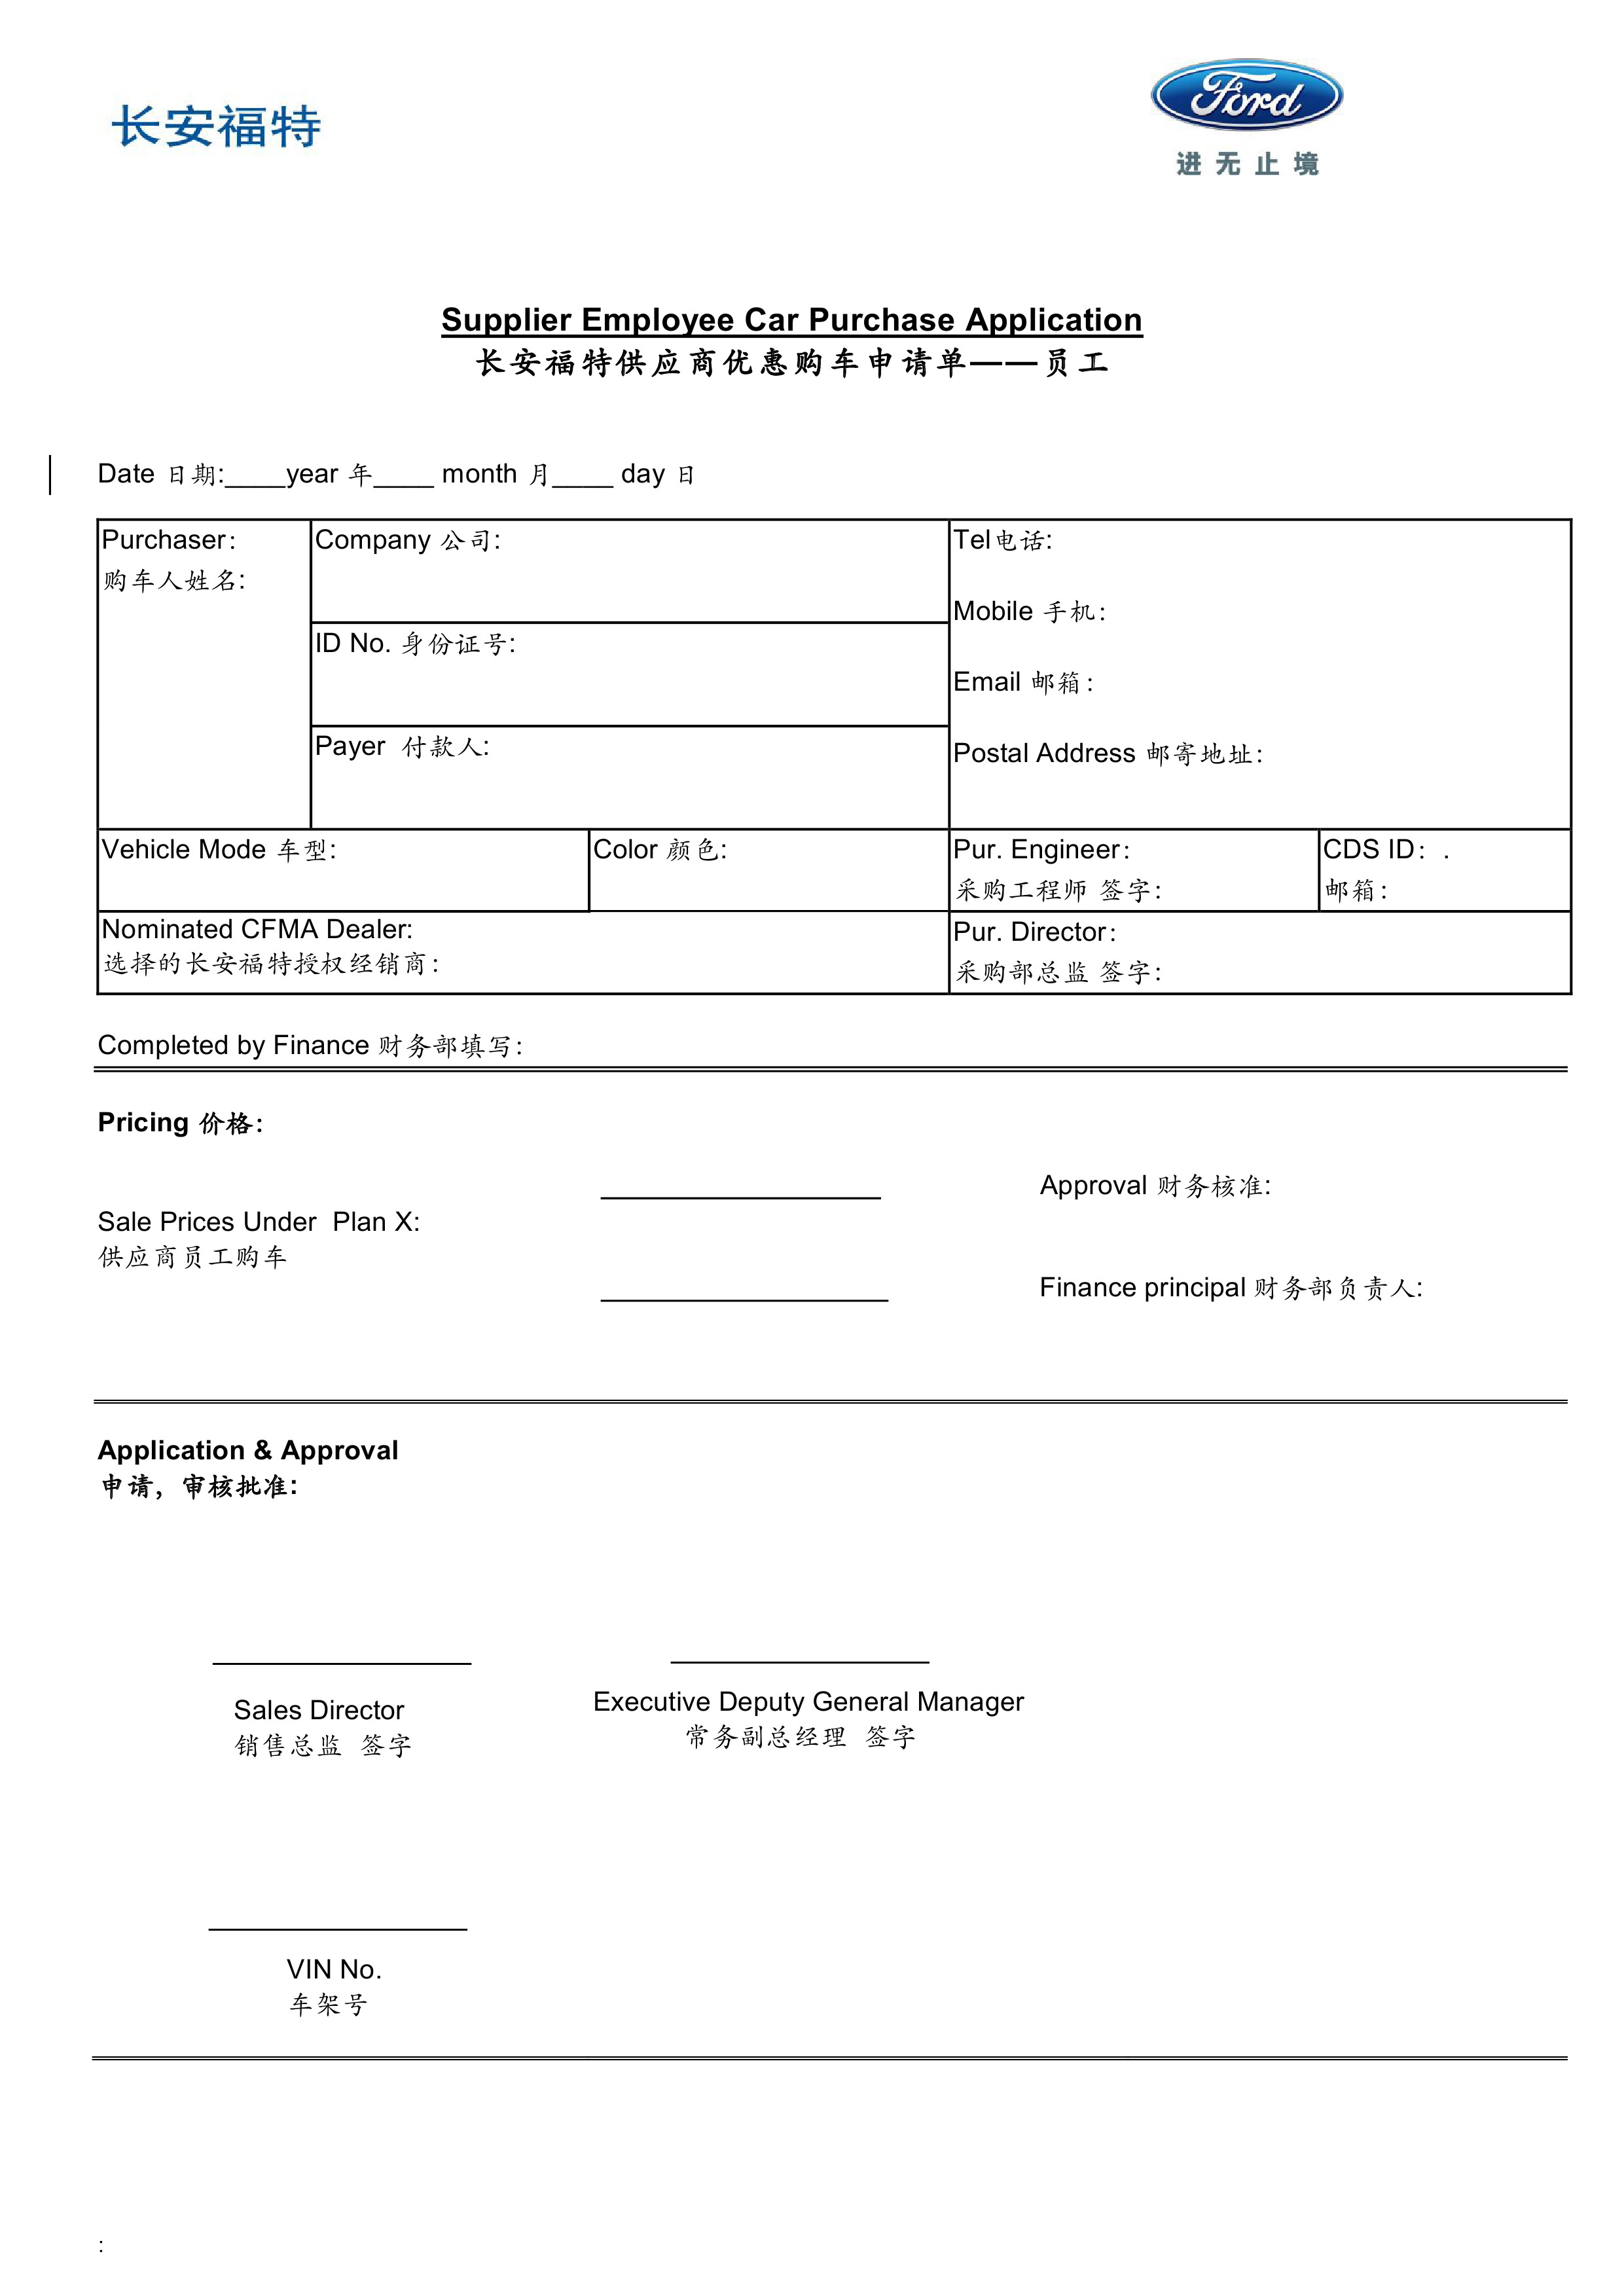 长安福特
Ford
进无止境
Supplier Employee Car Purchase Application
长安福特供应商优惠购车申请单——员工
Date 日期:____year 年____ month 月____ day 日
Purchaser：
购车人姓名:
Company 公司:
ID No. 身份证号:
Payer 付款人:
Tel电话:
Mobile 手机：
Email 邮箱：
Postal Address 邮寄地址:
Vehicle Mode 车型:
Color 颜色:
Pur. Engineer：
采购工程师 签字:
CDS ID：.
邮箱：
Nominated CFMA Dealer:
选择的长安福特授权经销商：
Pur. Director：
采购部总监 签字:
Completed by Finance 财务部填写：
Pricing 价格：
Approval 财务核准:
Sale Prices Under Plan X:
供应商员工购车
Finance principal 财务部负责人:
Application & Approval
申请，审核批准:
Sales Director
销售总监 签字
Executive Deputy General Manager
常务副总经理 签字
VIN No.
车架号
: